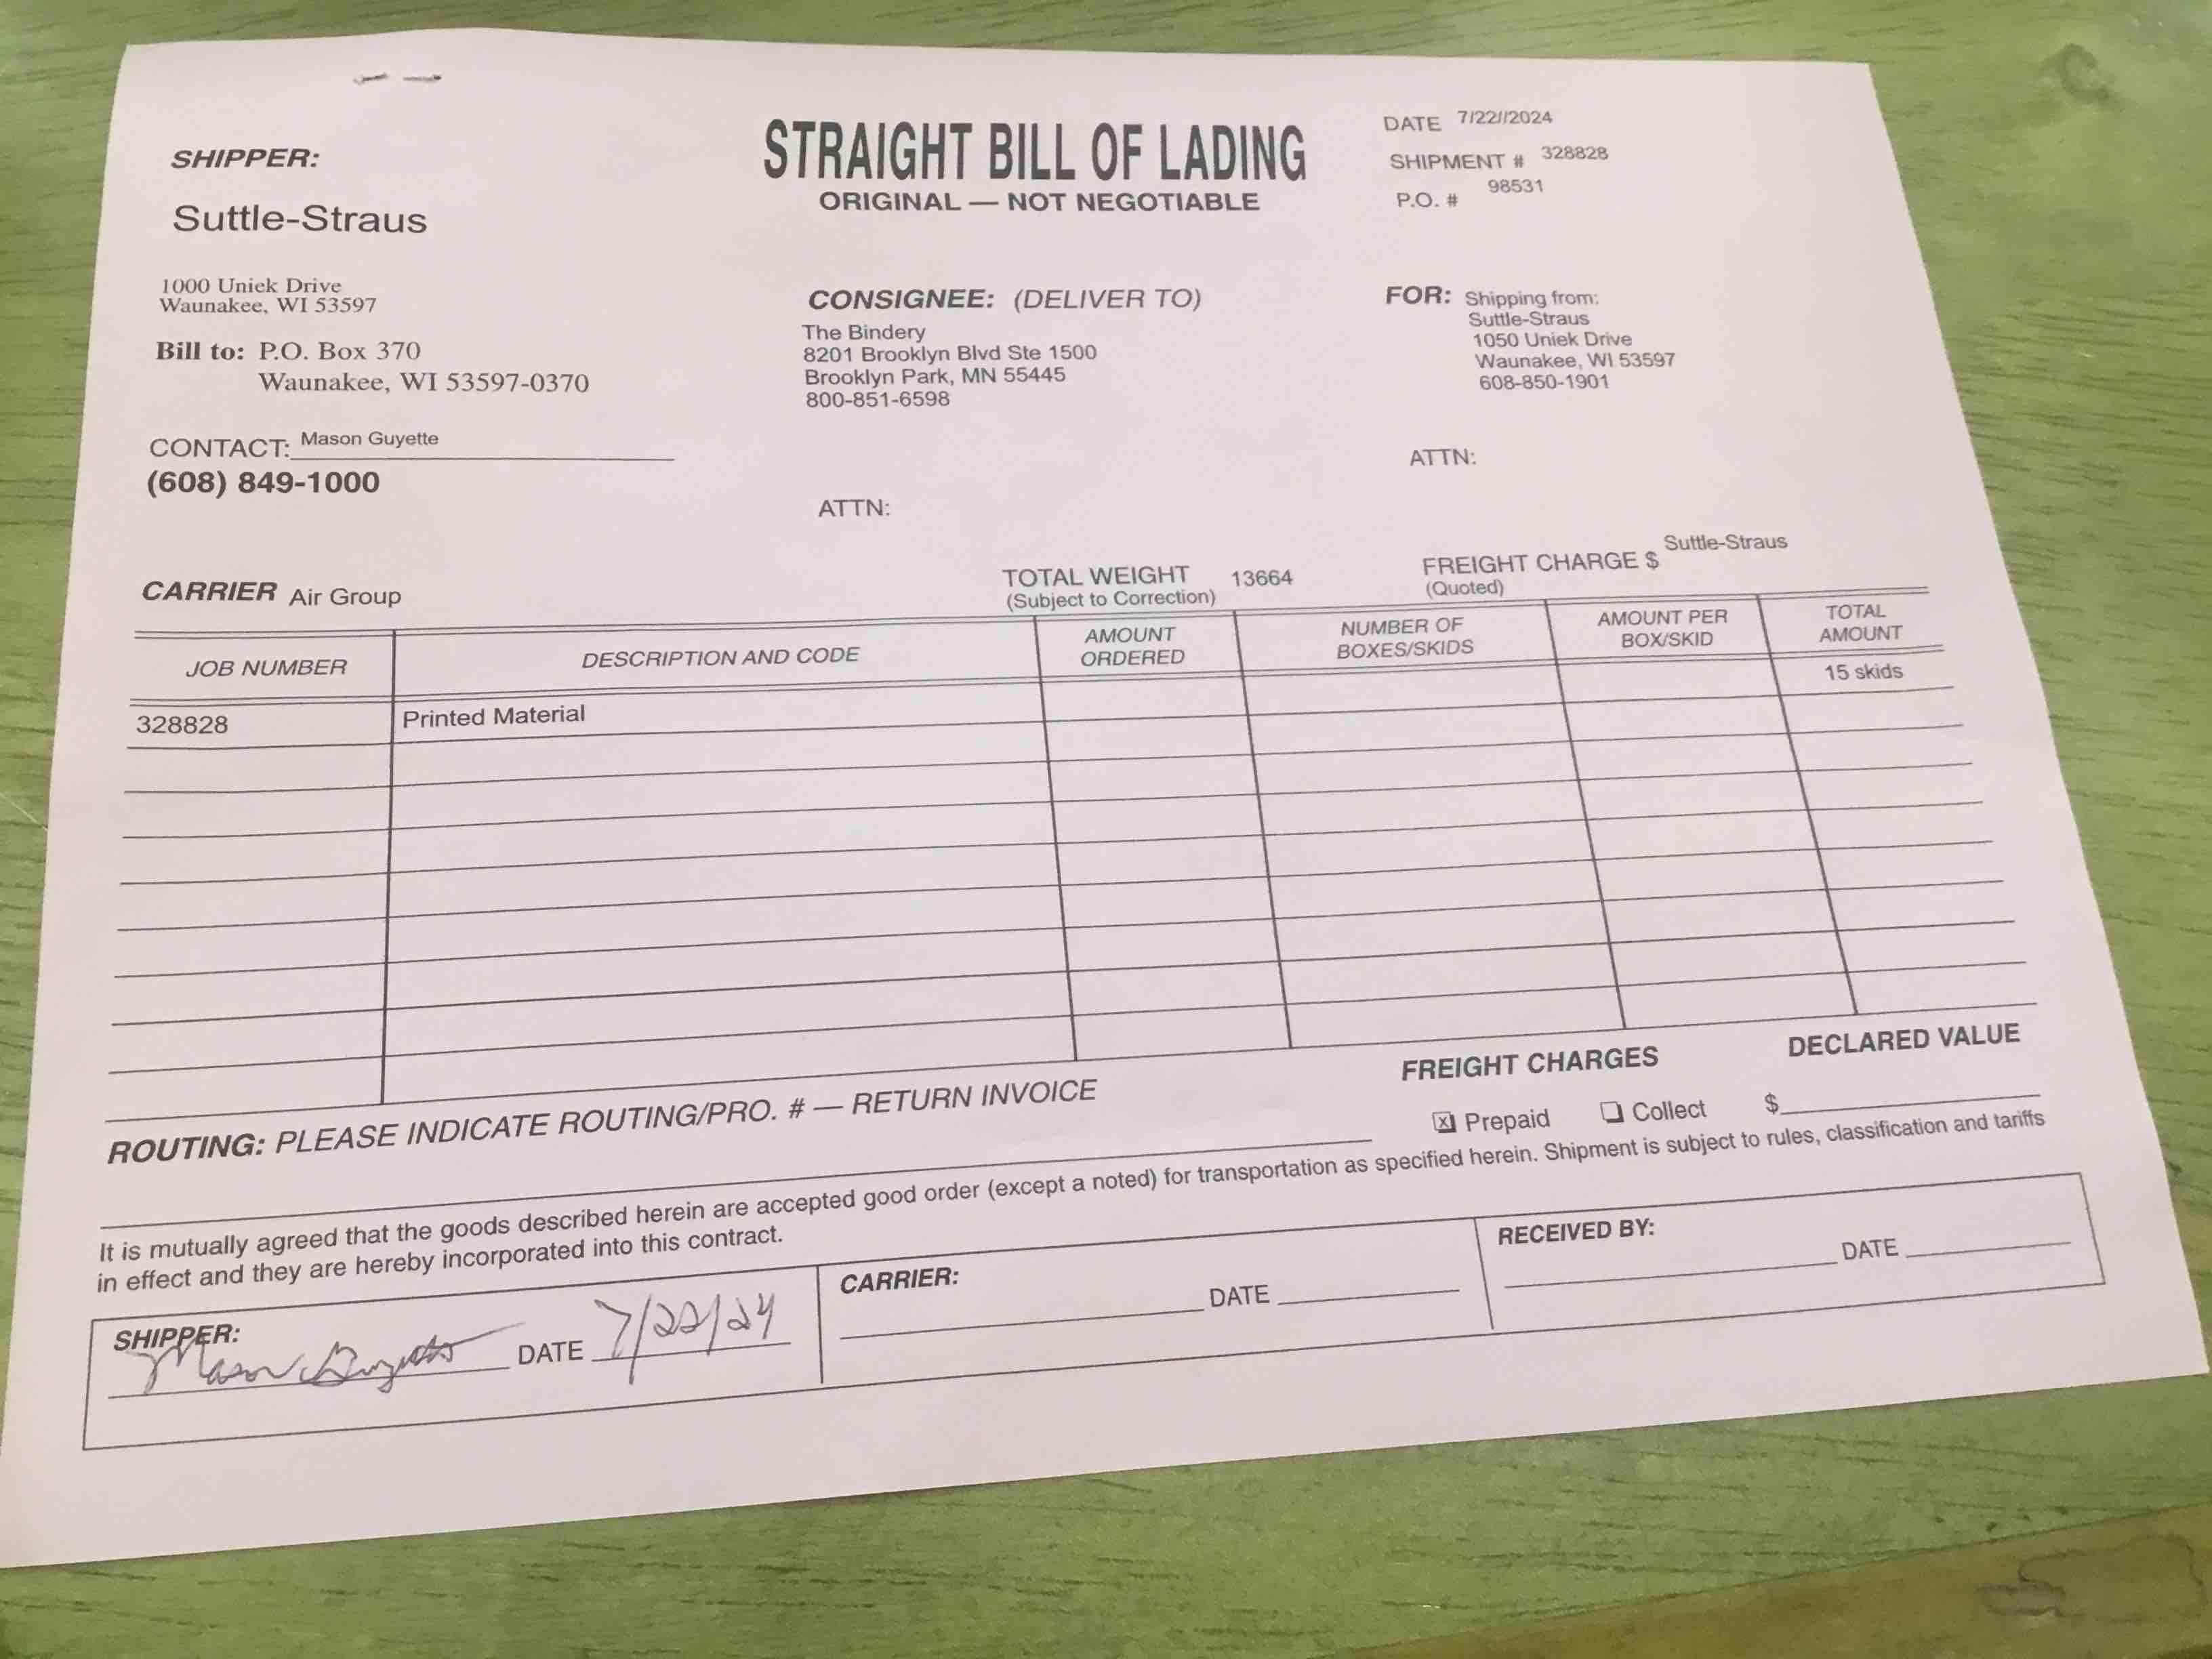 SHIPPER:
Suttle-Straus
1000 Uniek Drive
Waunakee, WI 53597
Bill to: P.O. Box 370
Waunakee, WI 53597-0370
CONTACT: Mason Guyette
(608) 849-1000
STRAIGHT BILL OF LADING
ORIGINAL — NOT NEGOTIABLE
DATE 7/22//2024
SHIPMENT # 328828
P.O. # 98531
CONSIGNEE: (DELIVER TO)
The Bindery
8201 Brooklyn Blvd Ste 1500
Brooklyn Park, MN 55445
800-851-6598
ATTN:
FOR: Shipping from:
Suttle-Straus
1050 Uniek Drive
Waunakee, WI 53597
608-850-1901
ATTN:
CARRIER Air Group
TOTAL WEIGHT 13664
(Subject to Correction)
FREIGHT CHARGE $ Suttle-Straus
(Quoted)
JOB NUMBER
DESCRIPTION AND CODE
AMOUNT
ORDERED
NUMBER OF
BOXES/SKIDS
AMOUNT PER
BOX/SKID
TOTAL
AMOUNT
328828 Printed Material 15 skids
ROUTING: PLEASE INDICATE ROUTING/PRO. # — RETURN INVOICE
FREIGHT CHARGES
DECLARED VALUE
☒ Prepaid ❏ Collect $
It is mutually agreed that the goods described herein are accepted good order (except a noted) for transportation as specified herein. Shipment is subject to rules, classification and tariffs
in effect and they are hereby incorporated into this contract.
SHIPPER:
Mason Guyette DATE 7/22/24
CARRIER:
DATE
RECEIVED BY:
DATE